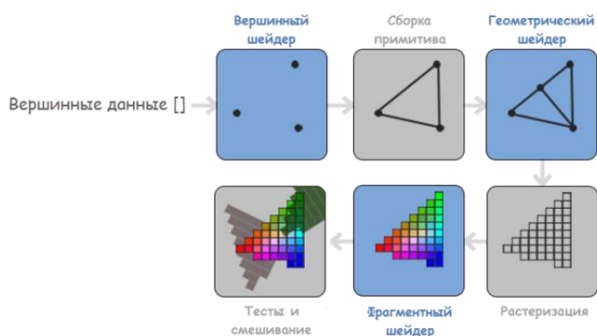 Вершинный
шейдер
Сборка
примитива
Геометрический
шейдер
Вершинные данные []
Тесты и
смешивание
Фрагментный
шейдер
Растеризация